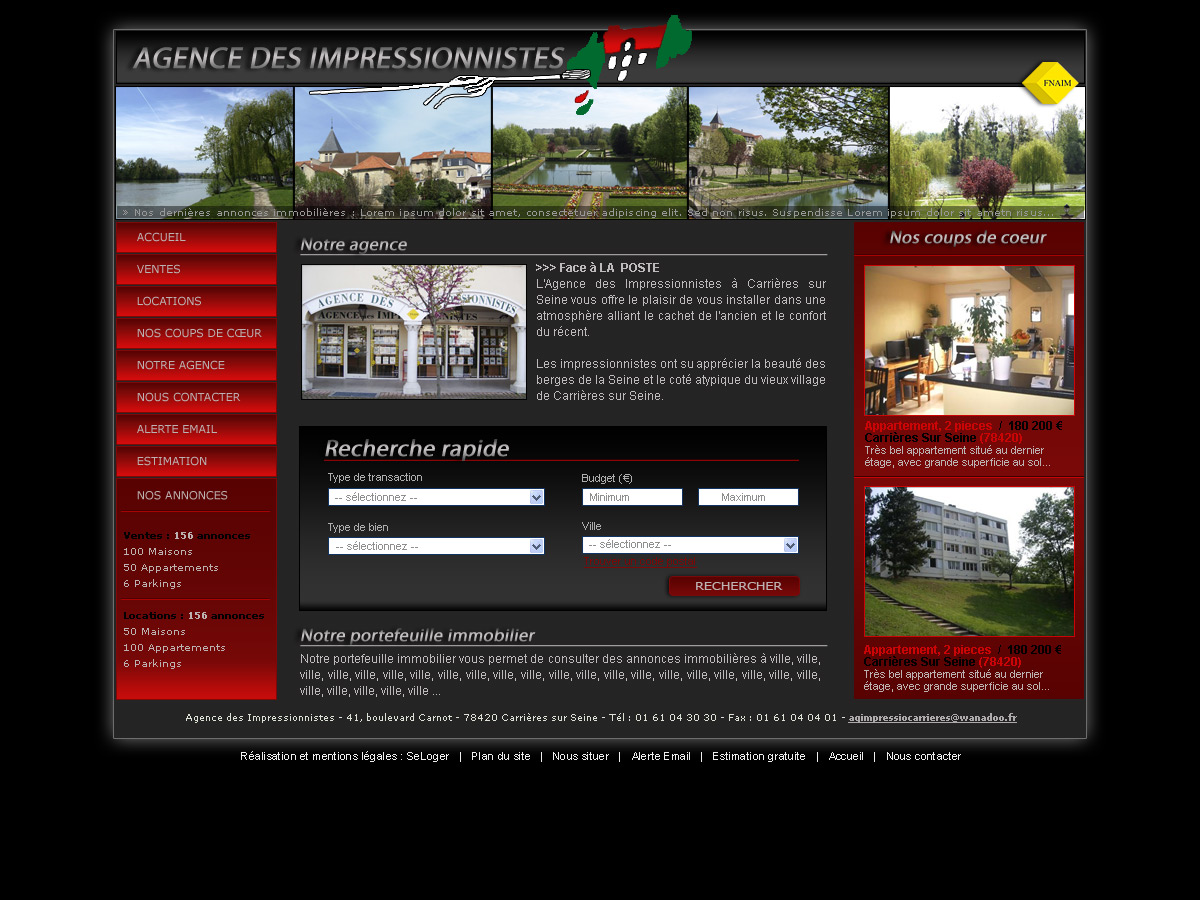 AGENCE DES IMPRESSIONNISTES
FNAIM
» Nos dernières annonces immobilières : Lorem ipsum dolor sit amet, consectetuer adipiscing elit. Sed non risus. Suspendisse Lorem ipsum dolor sit ametn risus...
ACCUEIL
VENTES
LOCATIONS
NOS COUPS DE CŒUR
NOTRE AGENCE
NOUS CONTACTER
ALERTE EMAIL
ESTIMATION
NOS ANNONCES
Ventes : 156 annonces
100 Maisons
50 Appartements
6 Parkings
Locations : 156 annonces
50 Maisons
100 Appartements
6 Parkings
Notre agence
AGENCE DES IMPRESSIONNISTES
>>> Face à LA POSTE
L'Agence des Impressionnistes à Carrières sur
Seine vous offre le plaisir de vous installer dans une
atmosphère alliant le cachet de l'ancien et le confort
du récent.
Les impressionnistes ont su apprécier la beauté des
berges de la Seine et le coté atypique du vieux village
de Carrières sur Seine.
Recherche rapide
Type de transaction
-- sélectionnez --
Budget (€)
Minimum
Maximum
Type de bien
-- sélectionnez --
Ville
-- sélectionnez --
RECHERCHER
Notre portefeuille immobilier
Notre portefeuille immobilier vous permet de consulter des annonces immobilières à ville, ville,
ville, ville, ville, ville, ville, ville, ville, ville, ville, ville, ville, ville, ville, ville, ville, ville, ville,
ville, ville, ville, ville, ville ...
Nos coups de coeur
Appartement, 2 pieces / 180 200 €
Carrières Sur Seine (78420)
Très bel appartement situé au dernier
étage, avec grande superficie au sol...
Appartement, 2 pieces / 180 200 €
Carrières Sur Seine (78420)
Très bel appartement situé au dernier
étage, avec grande superficie au sol...
Agence des Impressionnistes - 41, boulevard Carnot - 78420 Carrières sur Seine - Tél : 01 61 04 30 30 - Fax : 01 61 04 04 01 - agimpressiocarrieres@wanadoo.fr
Réalisation et mentions légales : SeLoger | Plan du site | Nous situer | Alerte Email | Estimation gratuite | Accueil | Nous contacter